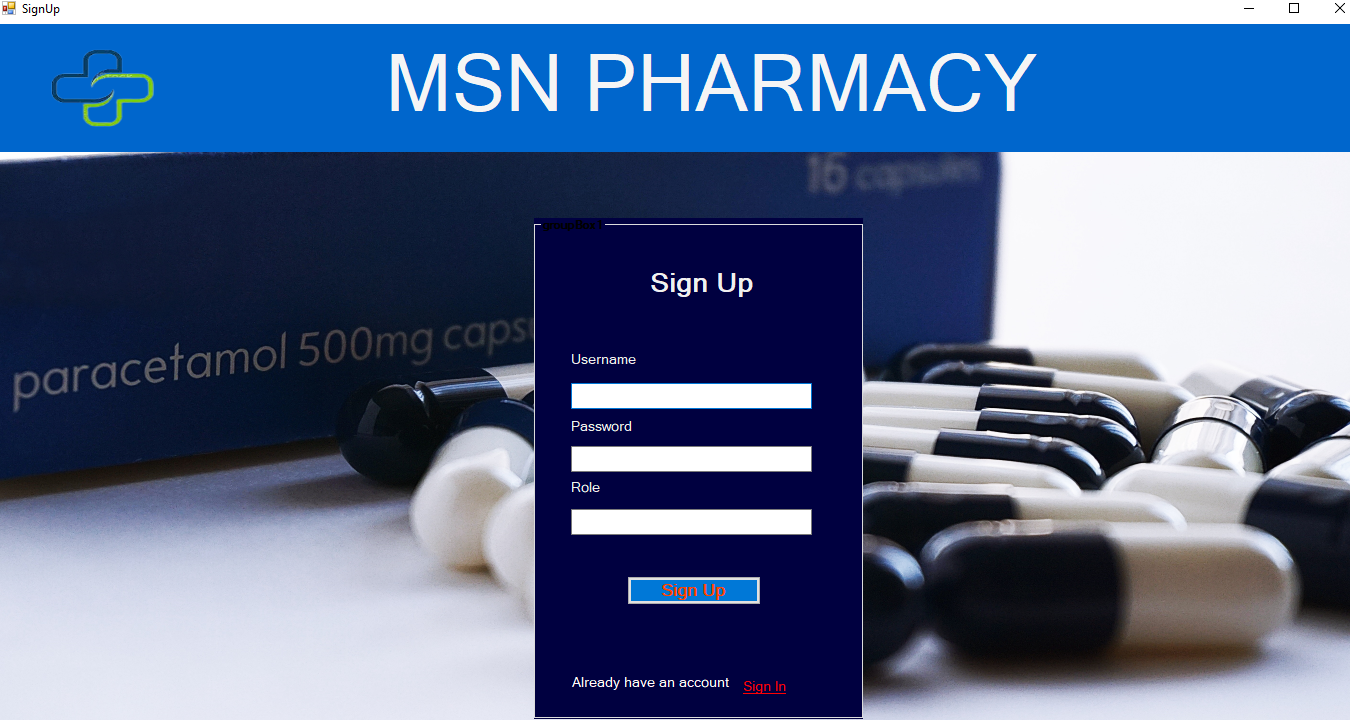 SignUp
MSN PHARMACY
16 capsules
paracetamol 500mg capsu
groupBox1
Sign Up
Username
Password
Role
Sign Up
Already have an account Sign In